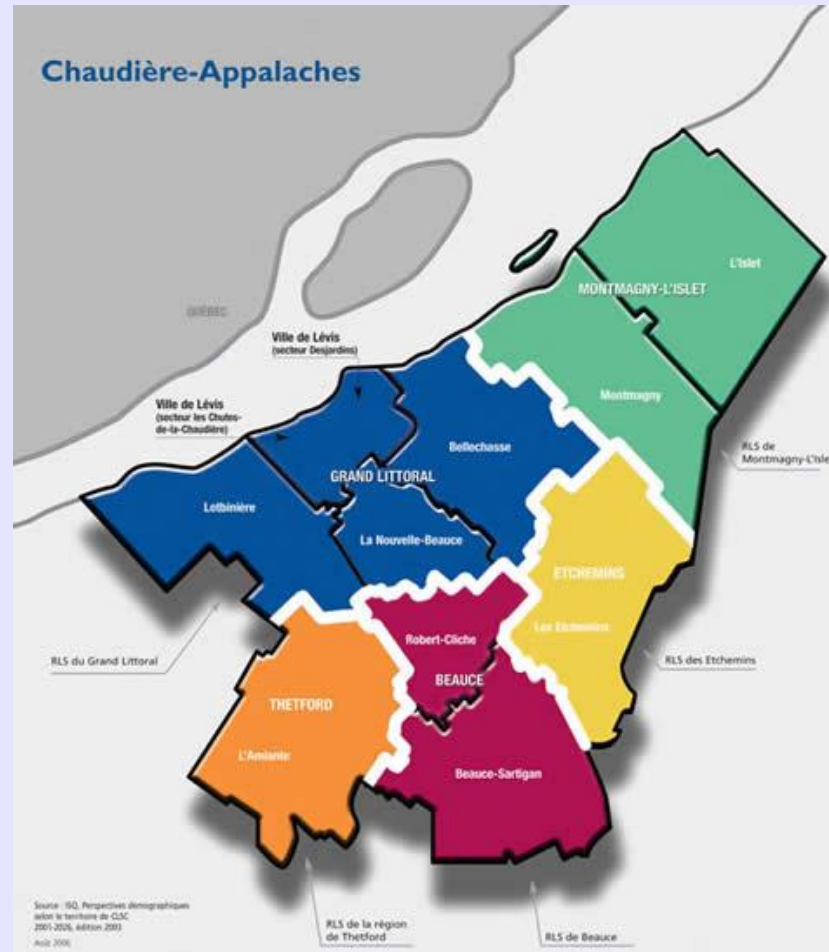 Chaudière-Appalaches
L'Islet
MONTMAGNY-L'ISLET
QUÉBEC
Ville de Lévis
(secteur Desjardins)
Montmagny
Ville de Lévis
(secteur les Chutes-
de-la-Chaudière)
Bellechasse
RLS de
Montmagny-L'Isle
GRAND LITTORAL
Lotbinière
La Nouvelle-Beauce
ETCHEMINS
Les Etchemins
Robert-Cliche
RLS du Grand Littoral
RLS des Etchemins
BEAUCE
THETFORD
L'Amiante
Beauce-Sartigan
Source : ISQ, Perspectives démographiques
selon le territoire de CLSC
2001-2026, édition 2003
Août 2006
RLS de la région
de Thetford
RLS de Beauce